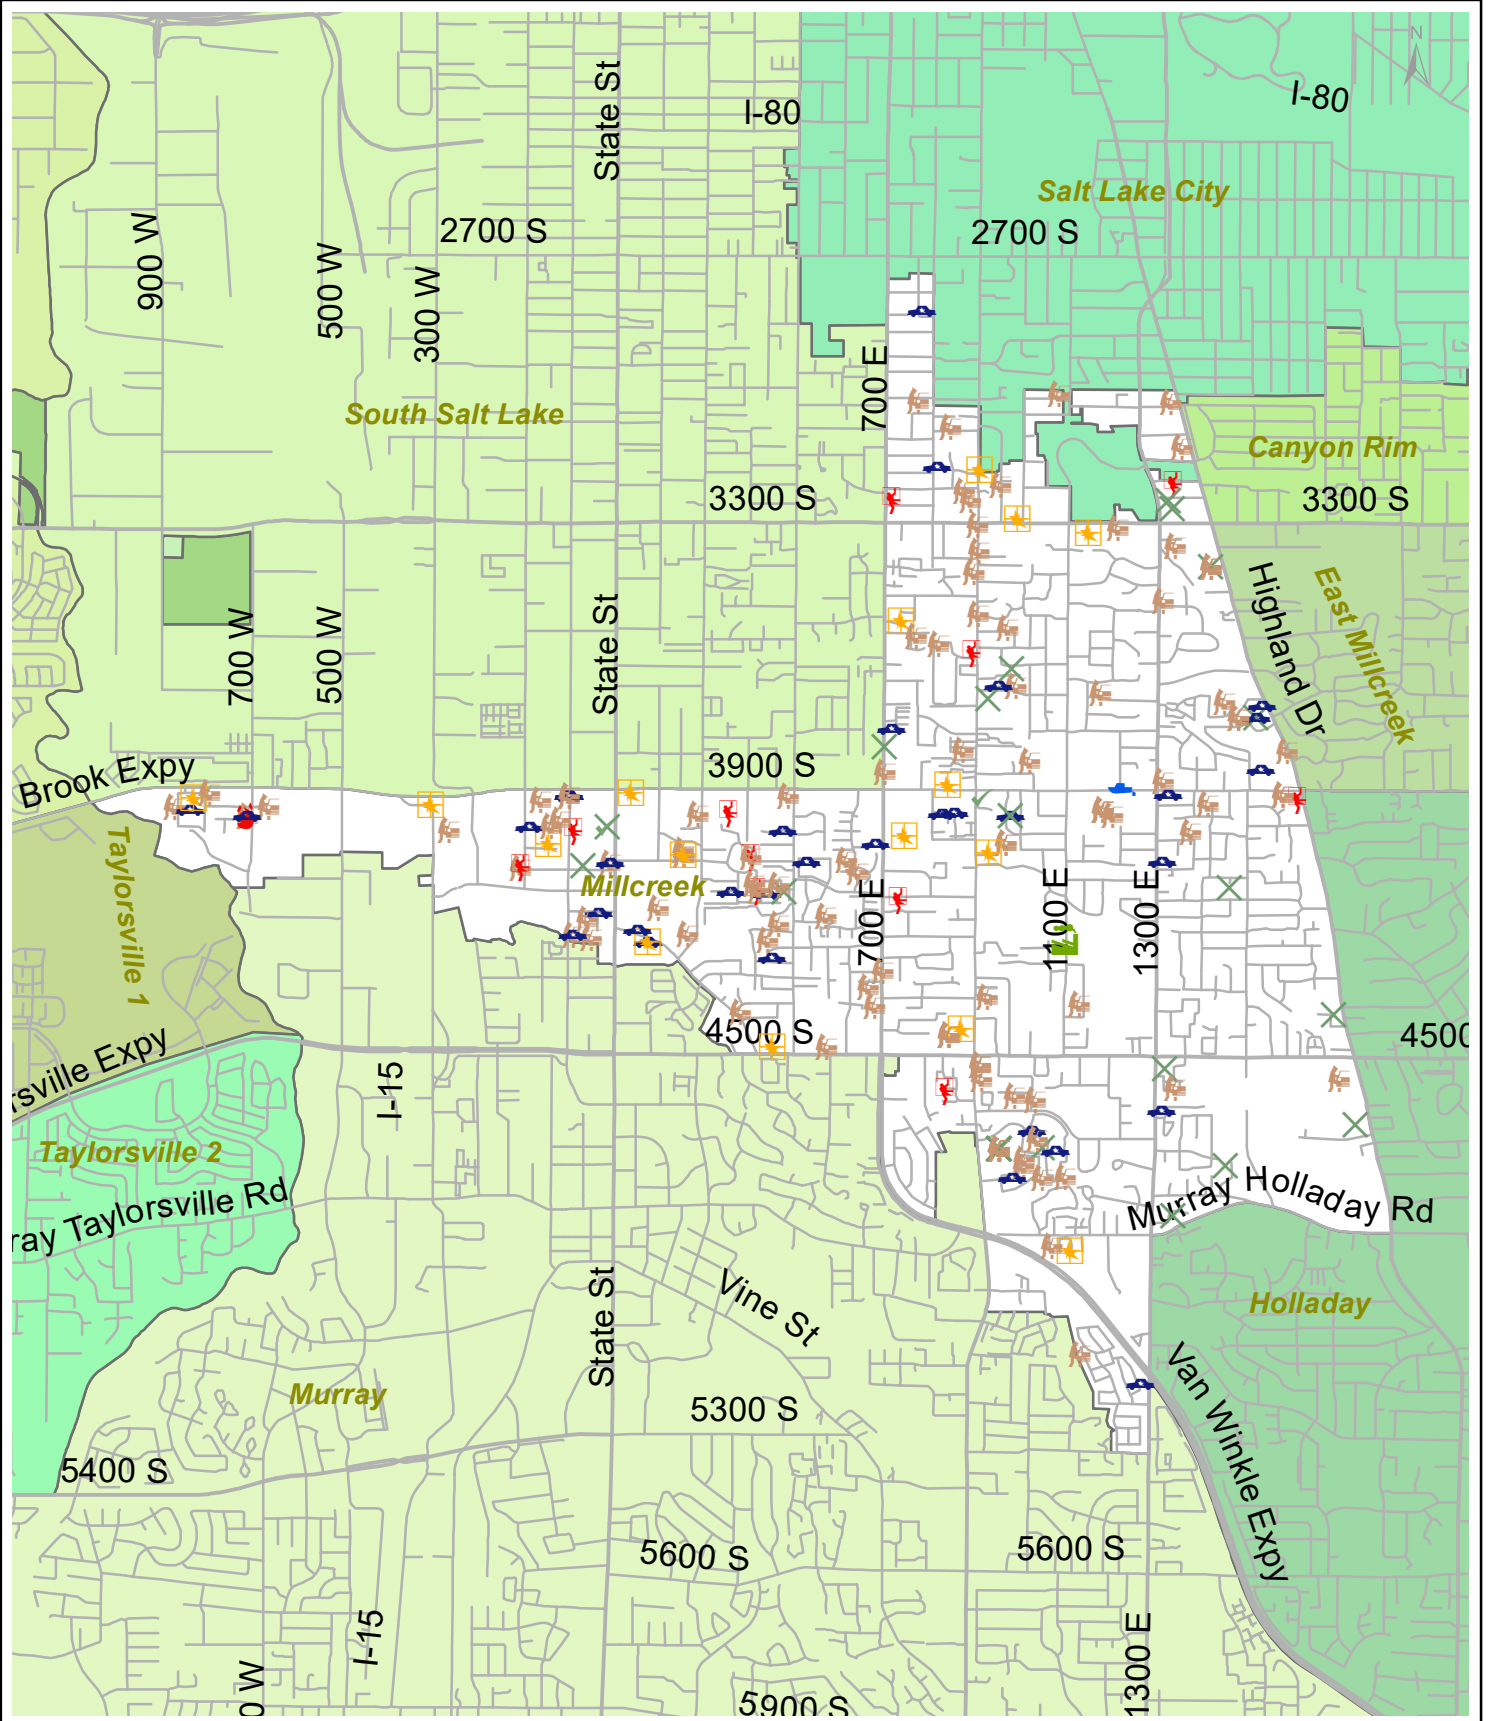 N
I-80
I-80
State St
Salt Lake City
2700 S
2700 S
900 W
500 W
300 W
700 E
South Salt Lake
Canyon Rim
3300 S
3300 S
Highland Dr
East Millcreek
700 W
500 W
State St
3900 S
Brook Expy
Taylorsville 1
Millcreek
700 E
1100 E
1300 E
4500 S
4500
rsville Expy
I-15
Taylorsville 2
ray Taylorsville Rd
Murray Holladay Rd
State St
Vine St
Holladay
Murray
5300 S
Van Winkle Expy
5400 S
5600 S
5600 S
I-15
1300 E
0 W
5900 S